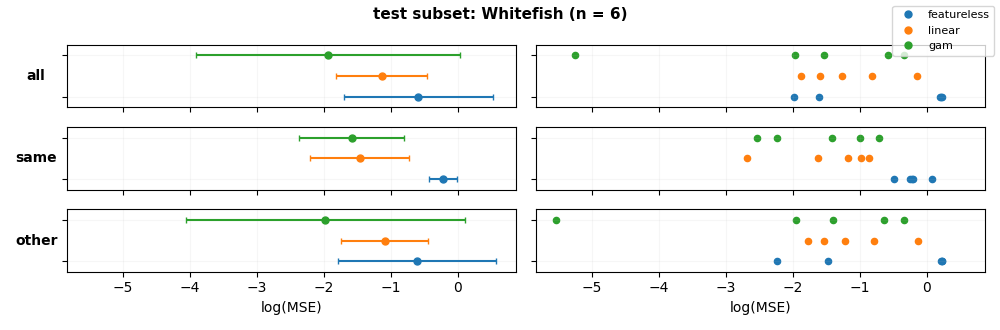 test subset: Whitefish (n = 6)
featureless
linear
gam
all
same
other
−5 −4 −3 −2 −1 0
−5 −4 −3 −2 −1 0
log(MSE)
log(MSE)